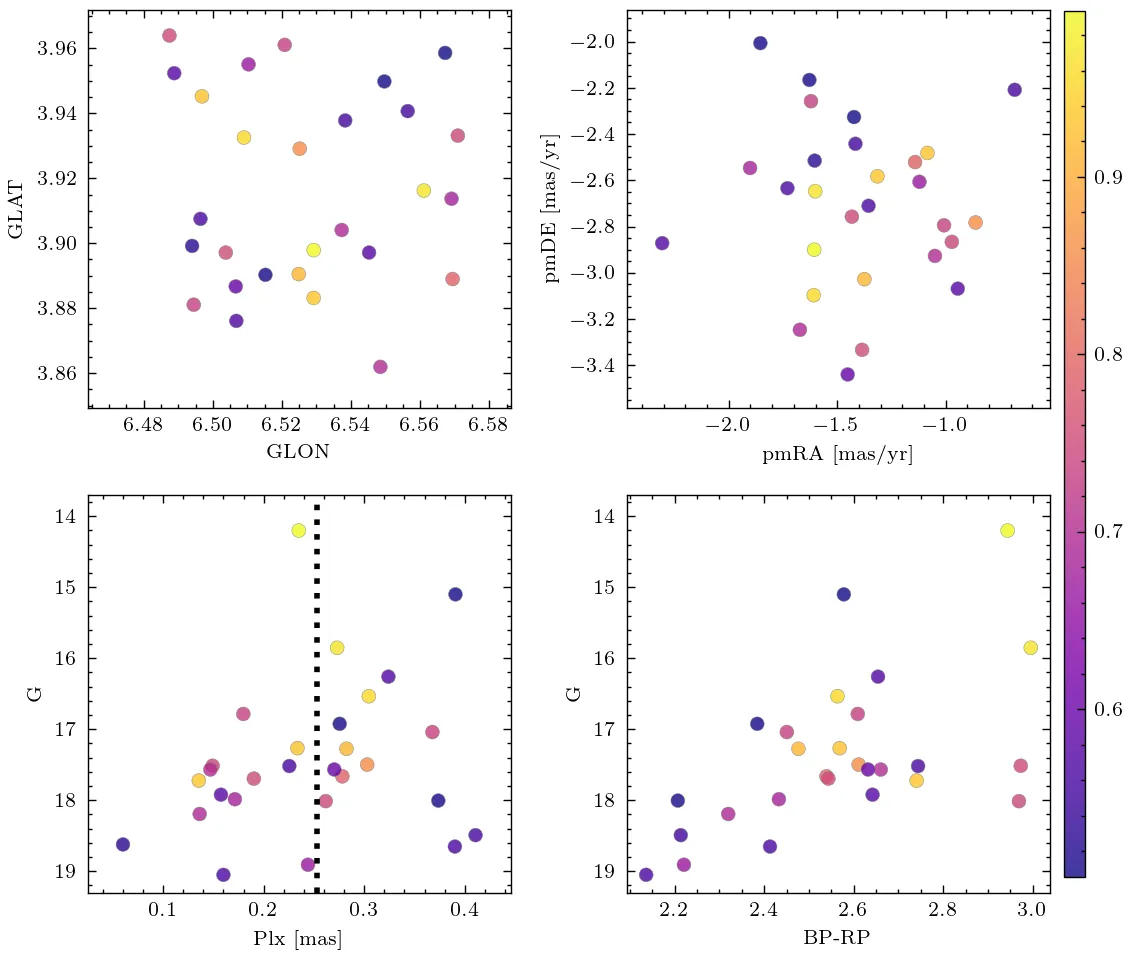 3.96
3.94
3.92
3.90
3.88
3.86
GLAT
6.48 6.50 6.52 6.54 6.56 6.58
GLON
−2.0
−2.2
−2.4
−2.6
−2.8
−3.0
−3.2
−3.4
pmDE [mas/yr]
−2.0 −1.5 −1.0
pmRA [mas/yr]
0.9
0.8
0.7
0.6
14
15
16
17
18
19
G
0.1 0.2 0.3 0.4
Plx [mas]
14
15
16
17
18
19
G
2.2 2.4 2.6 2.8 3.0
BP-RP